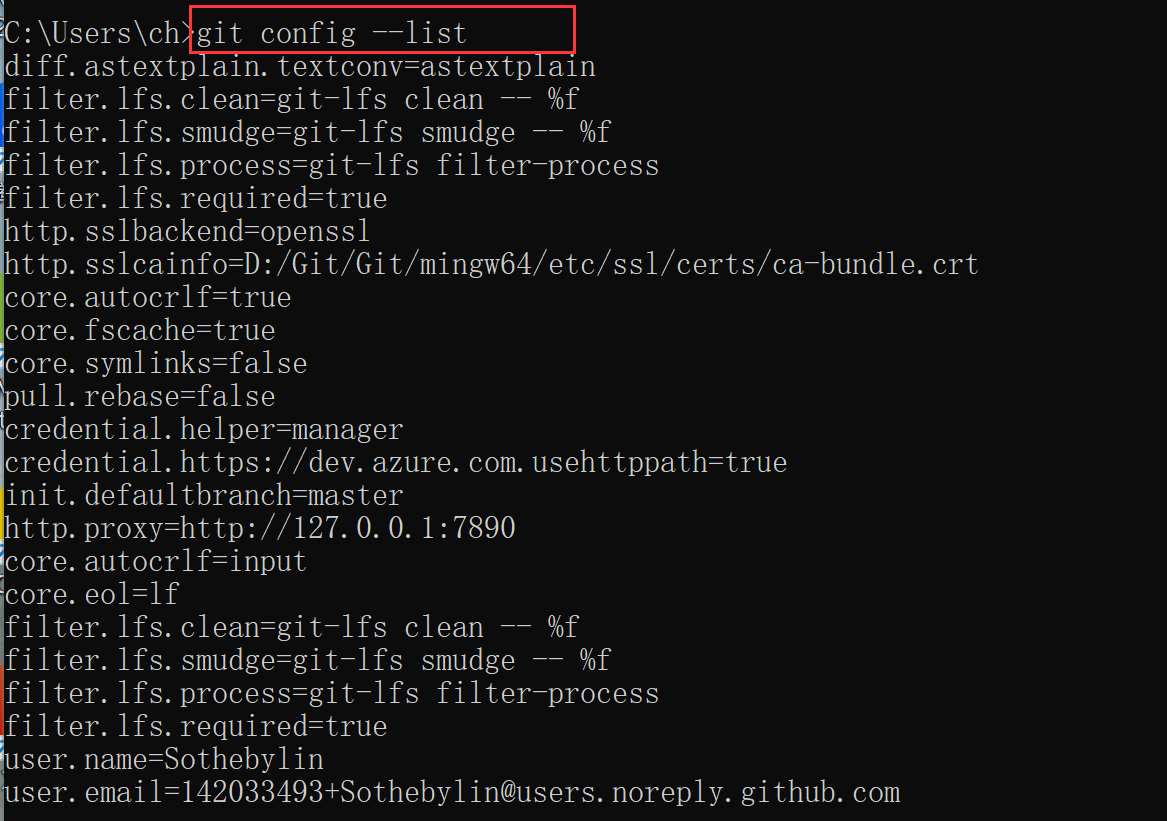 C:\Users\ch>git config --list
diff.astextplain.textconv=astextplain
filter.lfs.clean=git-lfs clean -- %f
filter.lfs.smudge=git-lfs smudge -- %f
filter.lfs.process=git-lfs filter-process
filter.lfs.required=true
http.sslbackend=openssl
http.sslcainfo=D:/Git/Git/mingw64/etc/ssl/certs/ca-bundle.crt
core.autocrlf=true
core.fscache=true
core.symlinks=false
pull.rebase=false
credential.helper=manager
credential.https://dev.azure.com.usehttppath=true
init.defaultbranch=master
http.proxy=http://127.0.0.1:7890
core.autocrlf=input
core.eol=lf
filter.lfs.clean=git-lfs clean -- %f
filter.lfs.smudge=git-lfs smudge -- %f
filter.lfs.process=git-lfs filter-process
filter.lfs.required=true
user.name=Sothebylin
user.email=142033493+Sothebylin@users.noreply.github.com